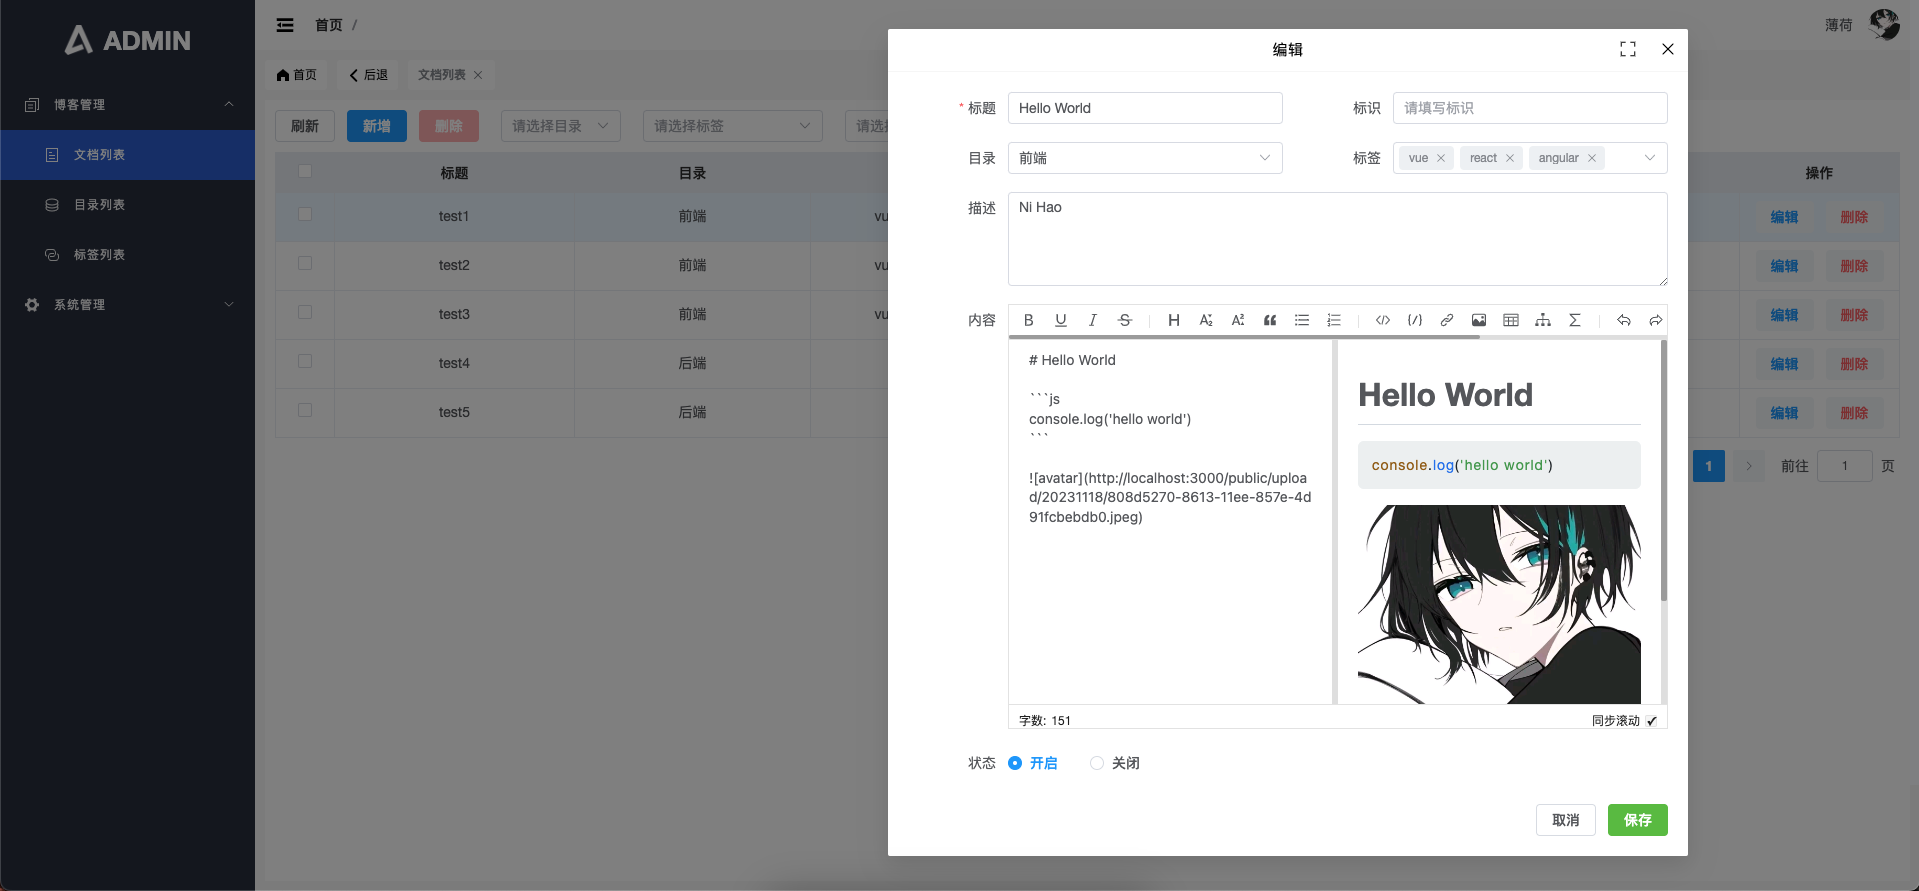 ADMIN
博客管理
文档列表
目录列表
标签列表
系统管理
首页 /
薄荷
首页
后退
文档列表
刷新
新增
删除
请选择目录
请选择标签
请选
标题 目录 操作
test1 前端 vu 编辑 删除
test2 前端 vu 编辑 删除
test3 前端 vu 编辑 删除
test4 后端 编辑 删除
test5 后端 编辑 删除
1 前往 1 页
编辑
* 标题 Hello World
标识 请填写标识
目录 前端
标签 vue react angular
描述 Ni Hao
内容
B U I S H
# Hello World
```js
console.log('hello world')
```
![avatar](http://localhost:3000/public/uploa
d/20231118/808d5270-8613-11ee-857e-4d
91fcbebdb0.jpeg)
Hello World
console.log('hello world')
字数: 151
同步滚动
状态 开启 关闭
取消 保存